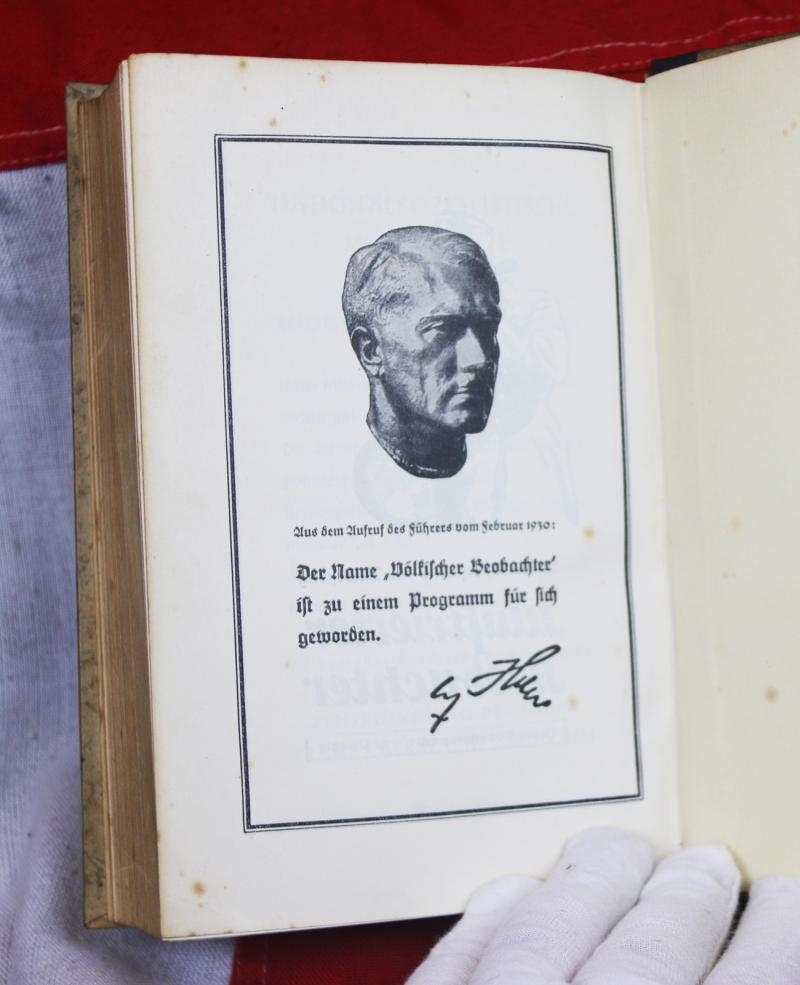 Aus dem Aufruf des Führers vom Februar 1930:
Der Name „Völkischer Beobachter“
ist zu einem Programm für sich
geworden.